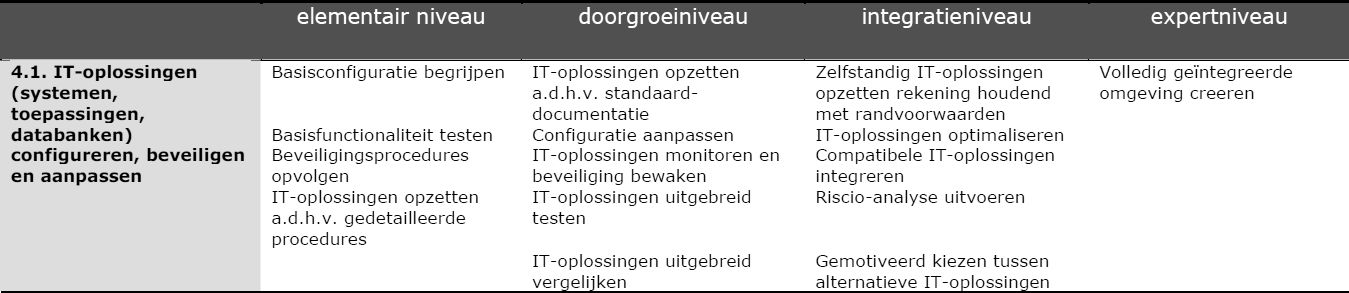 elementair niveau doorgroeiniveau integratieniveau expertniveau
4.1. IT-oplossingen Basisconfiguratie begrijpen IT-oplossingen opzetten Zelfstandig IT-oplossingen Volledig geïntegreerde
(systemen, a.d.h.v. standaard- opzetten rekening houdend omgeving creeren
toepassingen, documentatie met randvoorwaarden
databanken) Basisfunctionaliteit testen Configuratie aanpassen IT-oplossingen optimaliseren
configureren, beveiligen Beveiligingsprocedures IT-oplossingen monitoren en Compatibele IT-oplossingen
en aanpassen opvolgen beveiliging bewaken integreren
IT-oplossingen opzetten IT-oplossingen uitgebreid Riscio-analyse uitvoeren
a.d.h.v. gedetailleerde testen
procedures
IT-oplossingen uitgebreid Gemotiveerd kiezen tussen
vergelijken alternatieve IT-oplossingen